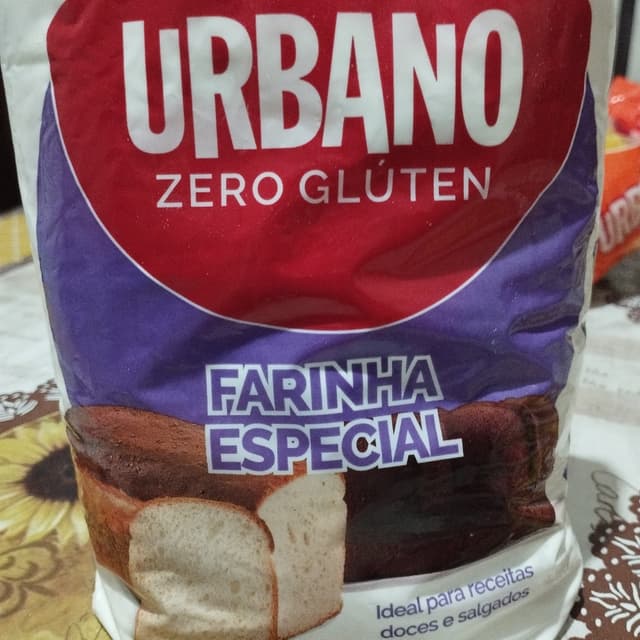 URBANO
ZERO GLÚTEN
FARINHA
ESPECIAL
Ideal para receitas
doces e salgados